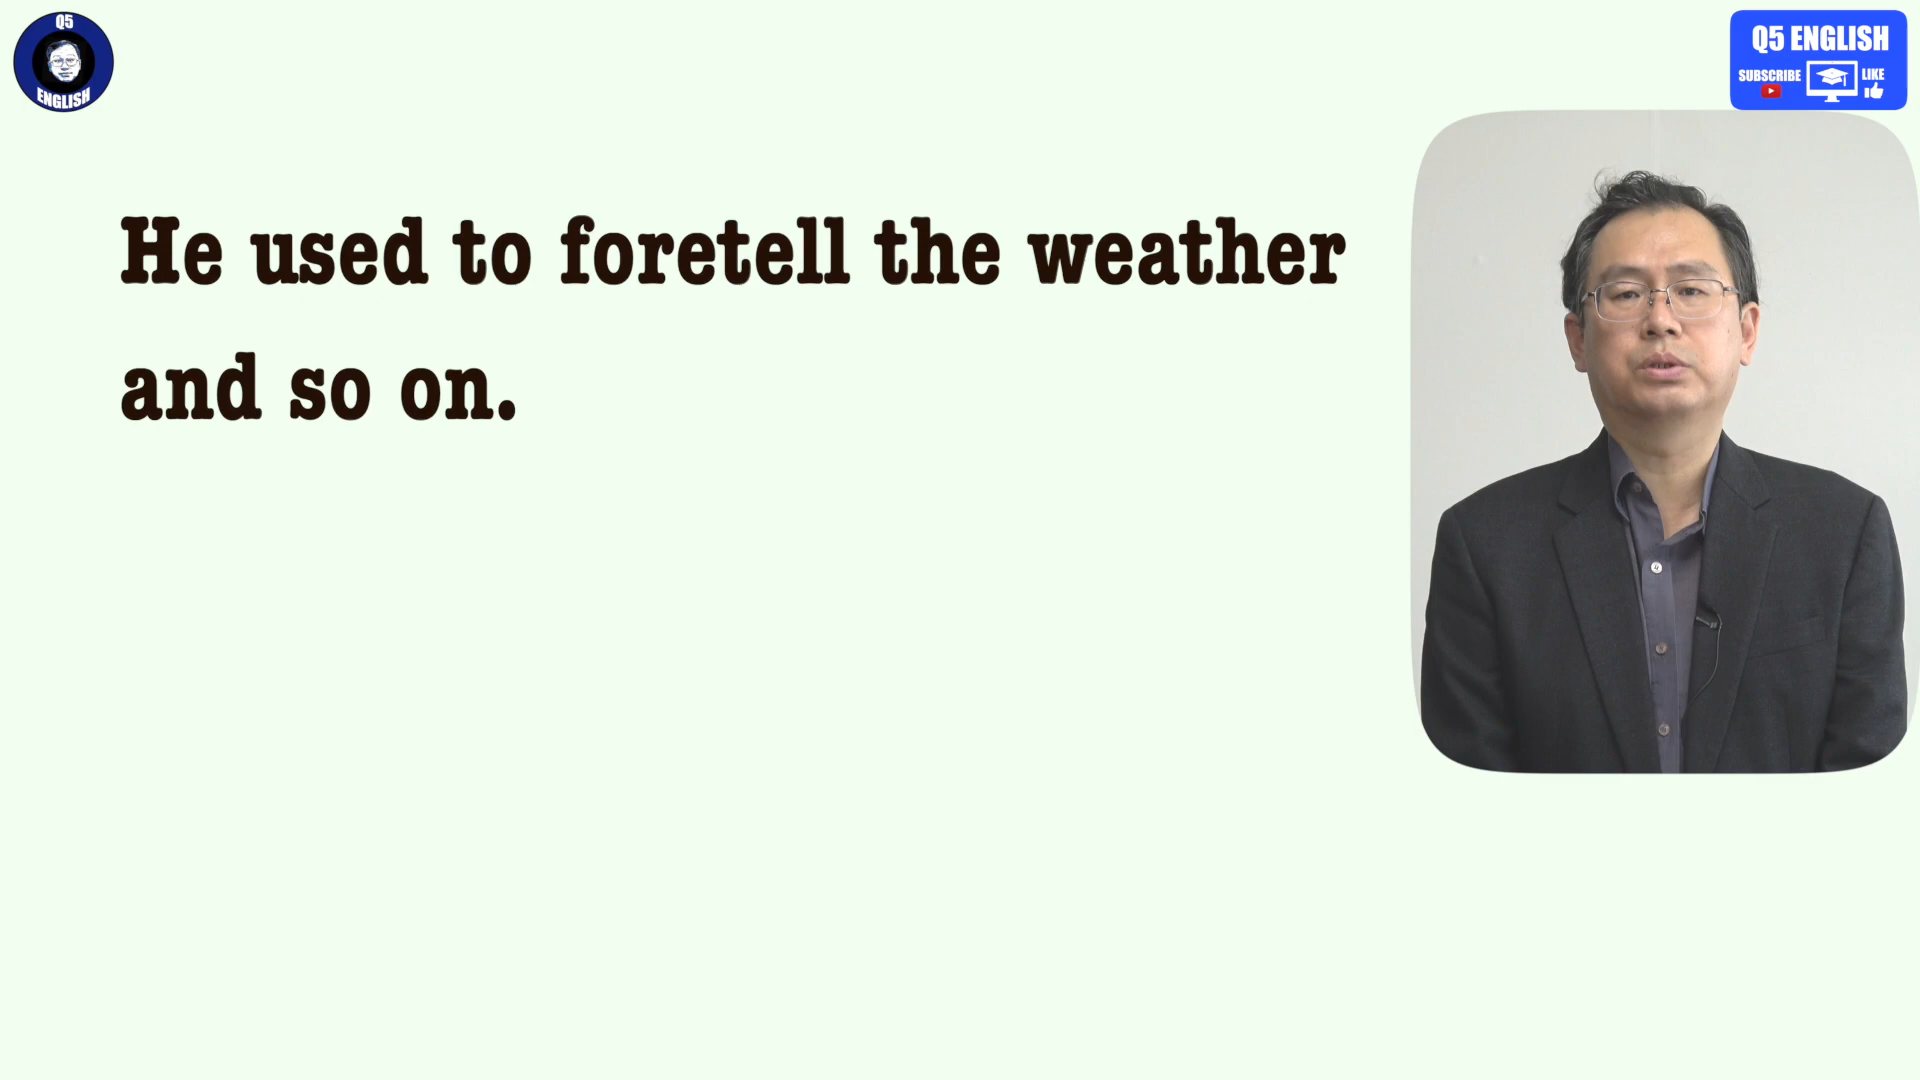 Q5
ENGLISH
Q5 ENGLISH
SUBSCRIBE
LIKE
He used to foretell the weather
and so on.